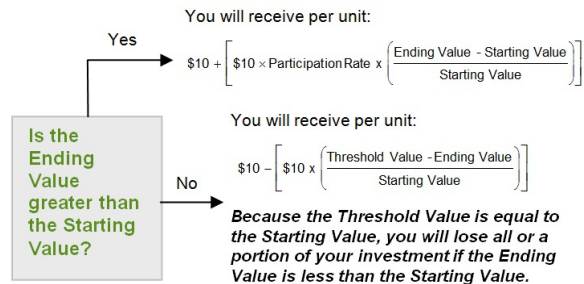 You will receive per unit:
Yes
$10 + [ $10 × Participation Rate x ( Ending Value - Starting Value / Starting Value ) ]
Is the
Ending
Value
greater than
the Starting
Value?
You will receive per unit:
No
$10 – [ $10 x ( Threshold Value - Ending Value / Starting Value ) ]
Because the Threshold Value is equal to
the Starting Value, you will lose all or a
portion of your investment if the Ending
Value is less than the Starting Value.